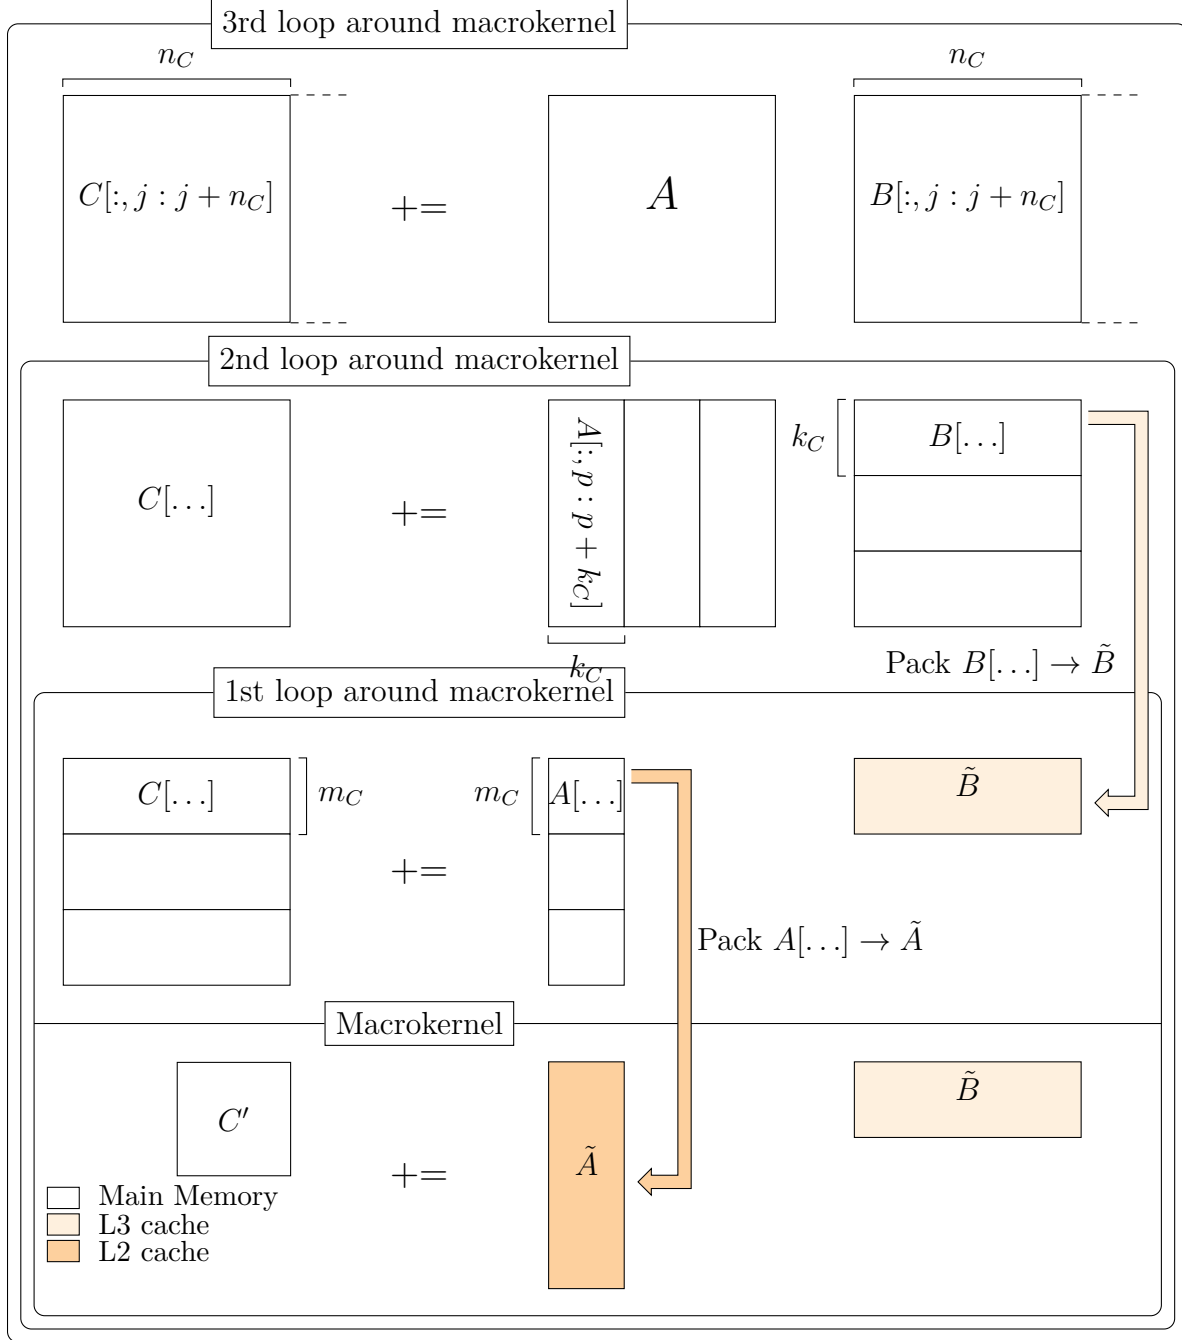 3rd loop around macrokernel
n_C n_C
C[:, j : j + n_C] += A B[:, j : j + n_C]
2nd loop around macrokernel
C[...] += A[:, p : p + k_C] k_C B[...]
k_C
Pack B[...] → B̃
1st loop around macrokernel
C[...] m_C += m_C A[...] B̃
Pack A[...] → Ã
Macrokernel
C′ += Ã B̃
Main Memory
L3 cache
L2 cache